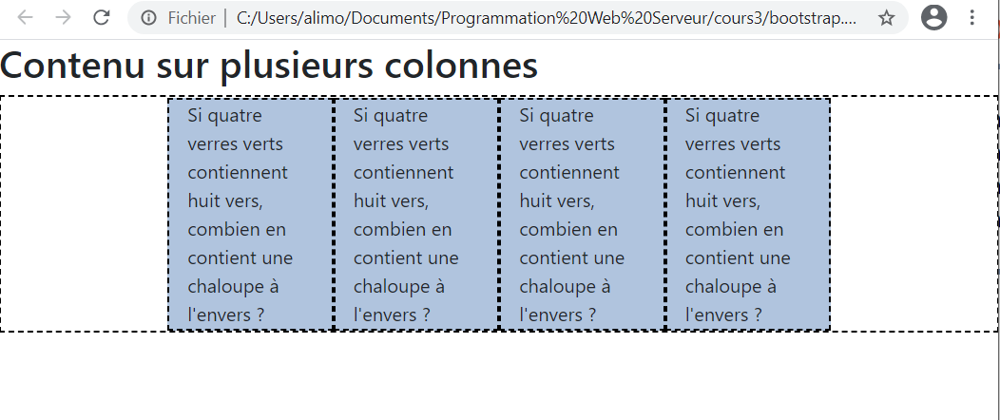 Fichier | C:/Users/alimo/Documents/Programmation%20Web%20Serveur/cours3/bootstrap....
Contenu sur plusieurs colonnes
Si quatre
verres verts
contiennent
huit vers,
combien en
contient une
chaloupe à
l'envers ?
Si quatre
verres verts
contiennent
huit vers,
combien en
contient une
chaloupe à
l'envers ?
Si quatre
verres verts
contiennent
huit vers,
combien en
contient une
chaloupe à
l'envers ?
Si quatre
verres verts
contiennent
huit vers,
combien en
contient une
chaloupe à
l'envers ?